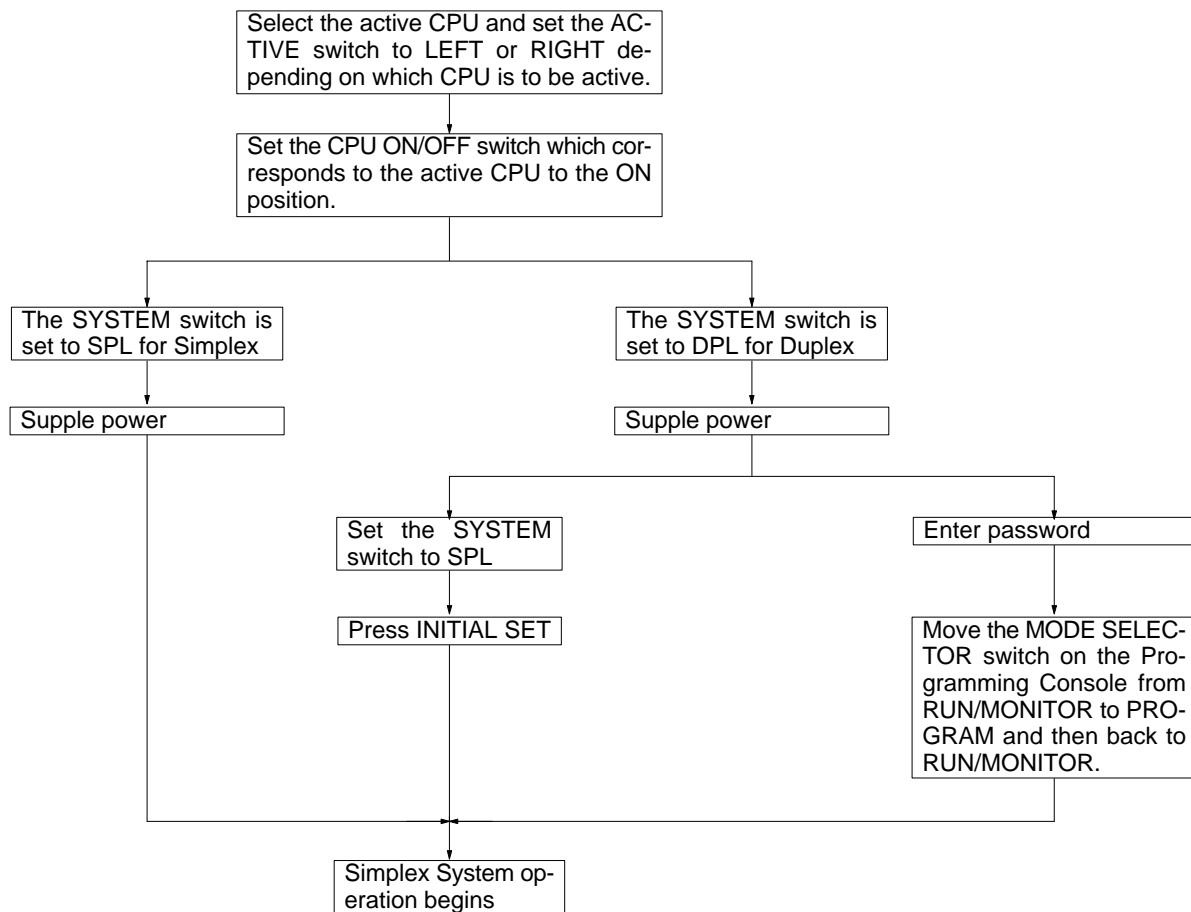 Select the active CPU and set the AC-
TIVE switch to LEFT or RIGHT de-
pending on which CPU is to be active.
Set the CPU ON/OFF switch which cor-
responds to the active CPU to the ON
position.
The SYSTEM switch is
set to SPL for Simplex
The SYSTEM switch is
set to DPL for Duplex
Supple power
Supple power
Set the SYSTEM
switch to SPL
Enter password
Press INITIAL SET
Move the MODE SELEC-
TOR switch on the Pro-
gramming Console from
RUN/MONITOR to PRO-
GRAM and then back to
RUN/MONITOR.
Simplex System op-
eration begins